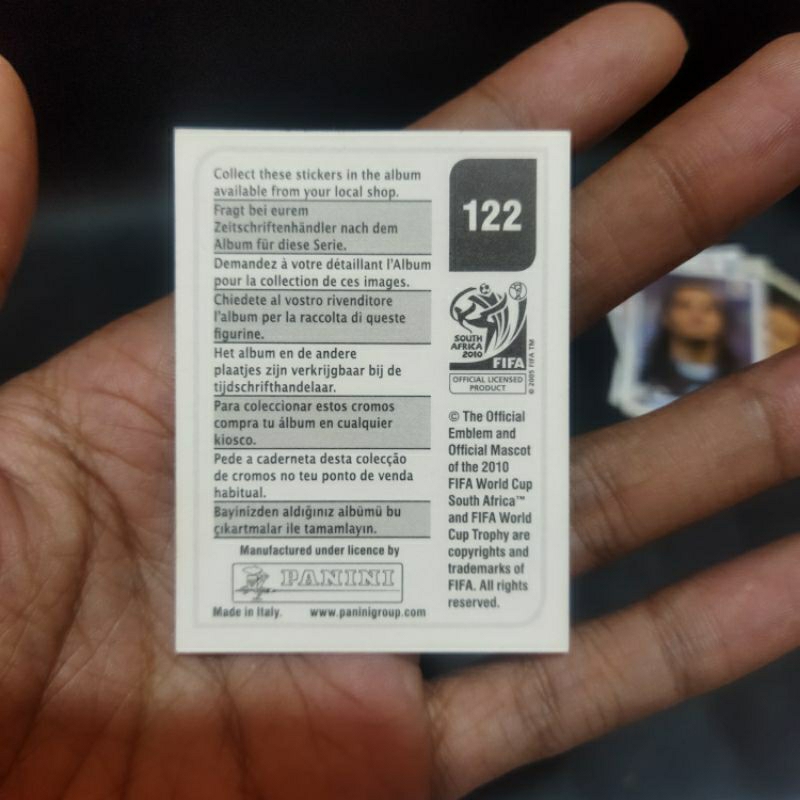 Collect these stickers in the album
available from your local shop.
Fragt bei eurem
Zeitschriftenhändler nach dem
Album für diese Serie.
Demandez à votre détaillant l'Album
pour la collection de ces images.
Chiedete al vostro rivenditore
l'album per la raccolta di queste
figurine.
Het album en de andere
plaatjes zijn verkrijgbaar bij de
tijdschrifthandelaar.
Para coleccionar estos cromos
compra tu álbum en cualquier
kiosco.
Pede a caderneta desta colecção
de cromos no teu ponto de venda
habitual.
Bayinizden aldığınız albümü bu
çıkartmalar ile tamamlayın.
Manufactured under licence by
PANINI
Made in Italy. www.paninigroup.com
122
SOUTH
AFRICA
2010
FIFA
OFFICIAL LICENSED
PRODUCT
© 2005 FIFA TM
© The Official
Emblem and
Official Mascot
of the 2010
FIFA World Cup
South Africa™
and FIFA World
Cup Trophy are
copyrights and
trademarks of
FIFA. All rights
reserved.